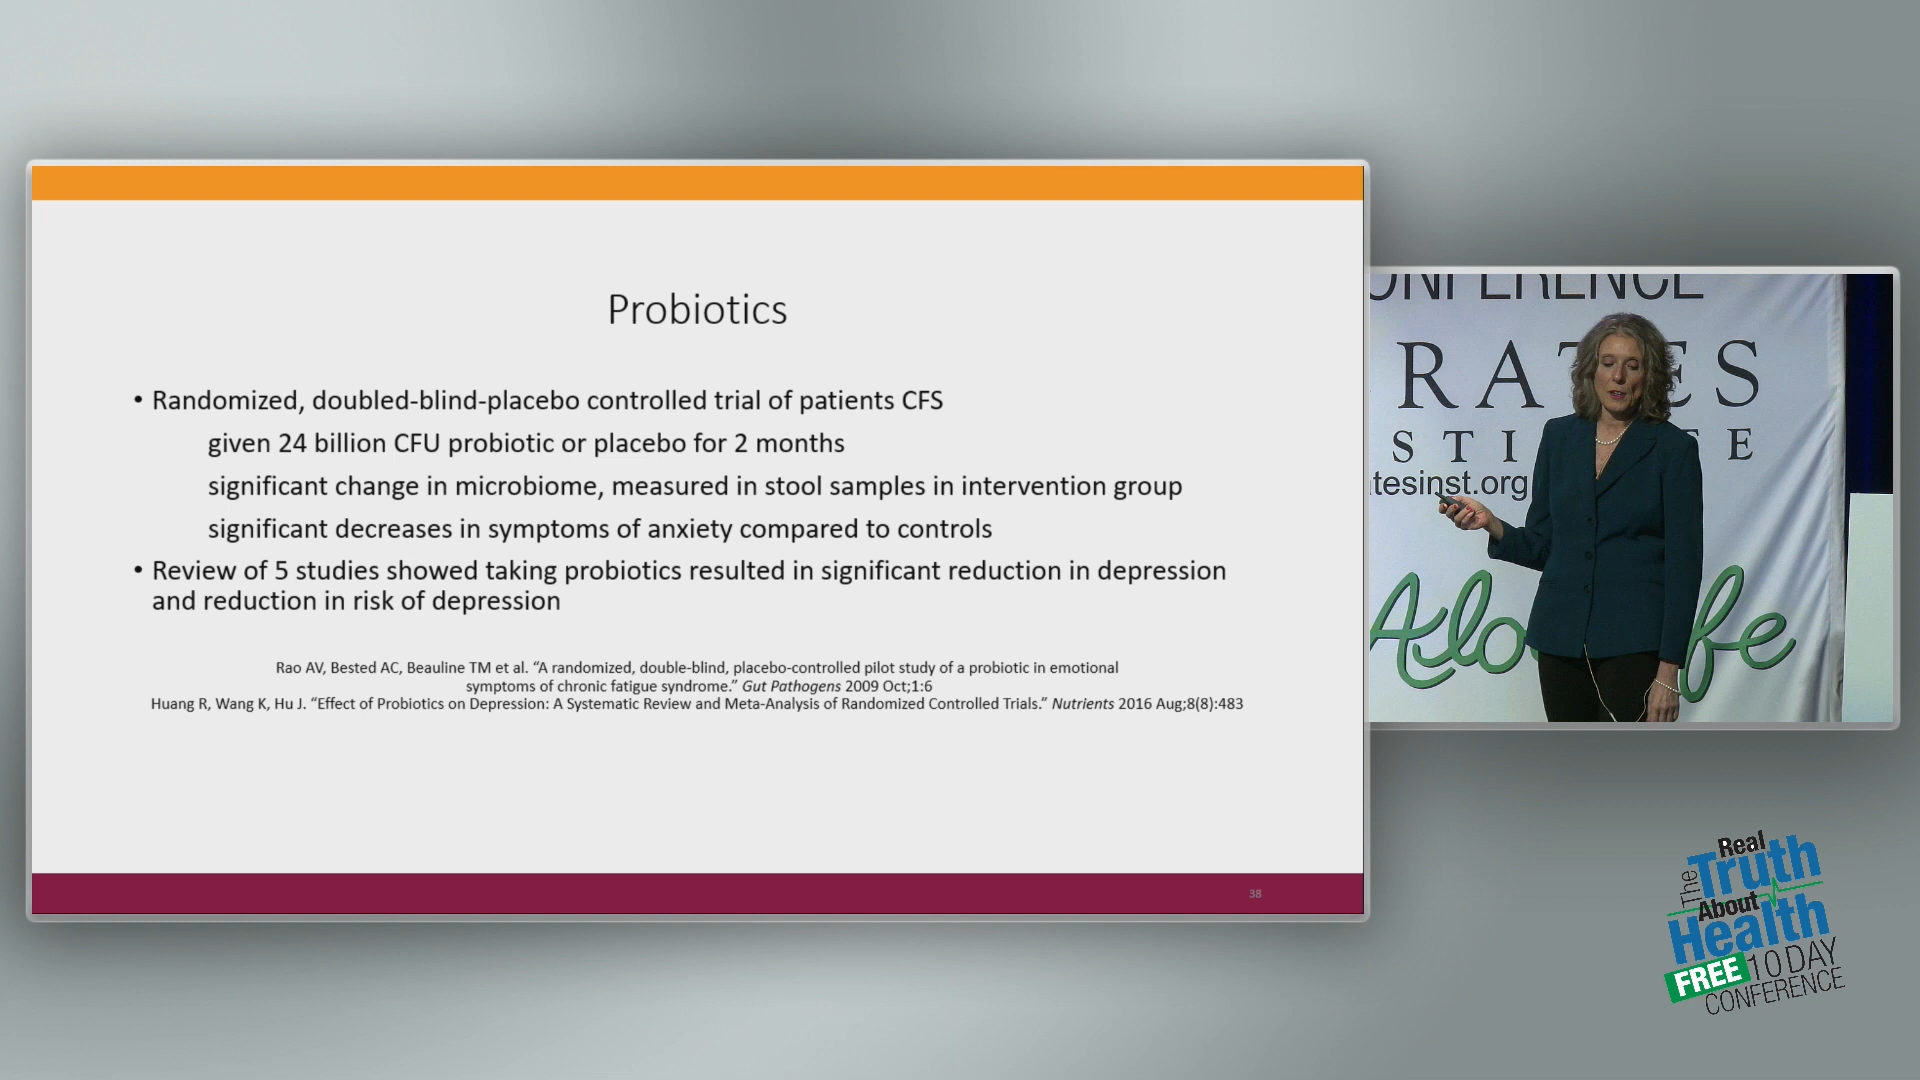 Probiotics
• Randomized, doubled-blind-placebo controlled trial of patients CFS
given 24 billion CFU probiotic or placebo for 2 months
significant change in microbiome, measured in stool samples in intervention group
significant decreases in symptoms of anxiety compared to controls
• Review of 5 studies showed taking probiotics resulted in significant reduction in depression
and reduction in risk of depression
Rao AV, Bested AC, Beauline TM et al. “A randomized, double-blind, placebo-controlled pilot study of a probiotic in emotional
symptoms of chronic fatigue syndrome.” Gut Pathogens 2009 Oct;1:6
Huang R, Wang K, Hu J. “Effect of Probiotics on Depression: A Systematic Review and Meta-Analysis of Randomized Controlled Trials.” Nutrients 2016 Aug;8(8):483
38
ONFERENCE
RATES
STI E
tesinst.org
Alo fe
The Real
Truth
About
Health
FREE 10 DAY
CONFERENCE